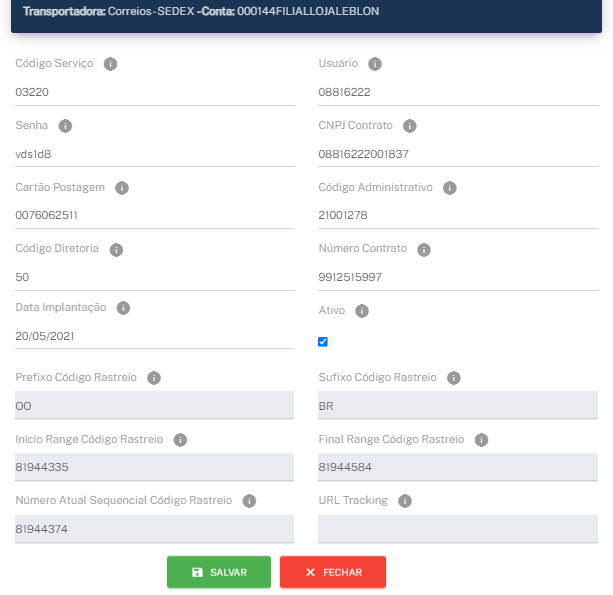 Transportadora: Correios - SEDEX -Conta: 000144FILIALLOJALEBLON
Código Serviço
Usuário
03220
08816222
Senha
CNPJ Contrato
vds1d8
08816222001837
Cartão Postagem
Código Administrativo
0076062511
21001278
Código Diretoria
Número Contrato
50
9912515997
Data Implantação
Ativo
20/05/2021
Prefixo Código Rastreio
Sufixo Código Rastreio
OO
BR
Início Range Código Rastreio
Final Range Código Rastreio
81944335
81944584
Número Atual Sequencial Código Rastreio
URL Tracking
81944374
SALVAR
FECHAR